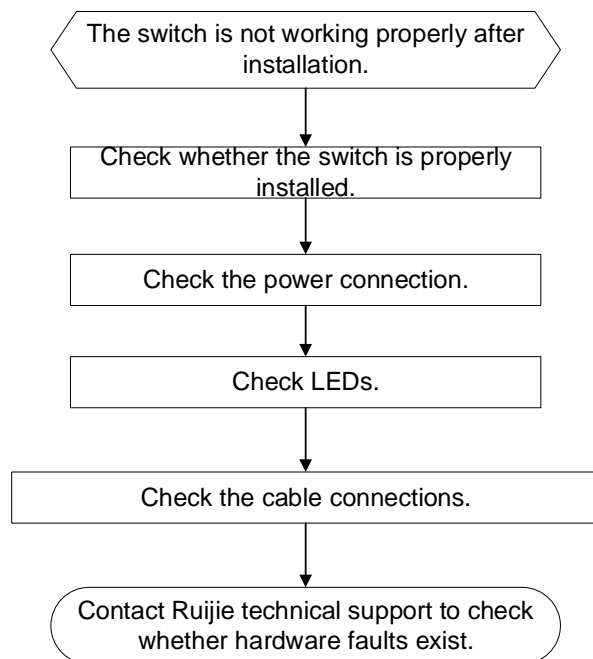 The switch is not working properly after
installation.
Check whether the switch is properly
installed.
Check the power connection.
Check LEDs.
Check the cable connections.
Contact Ruijie technical support to check
whether hardware faults exist.